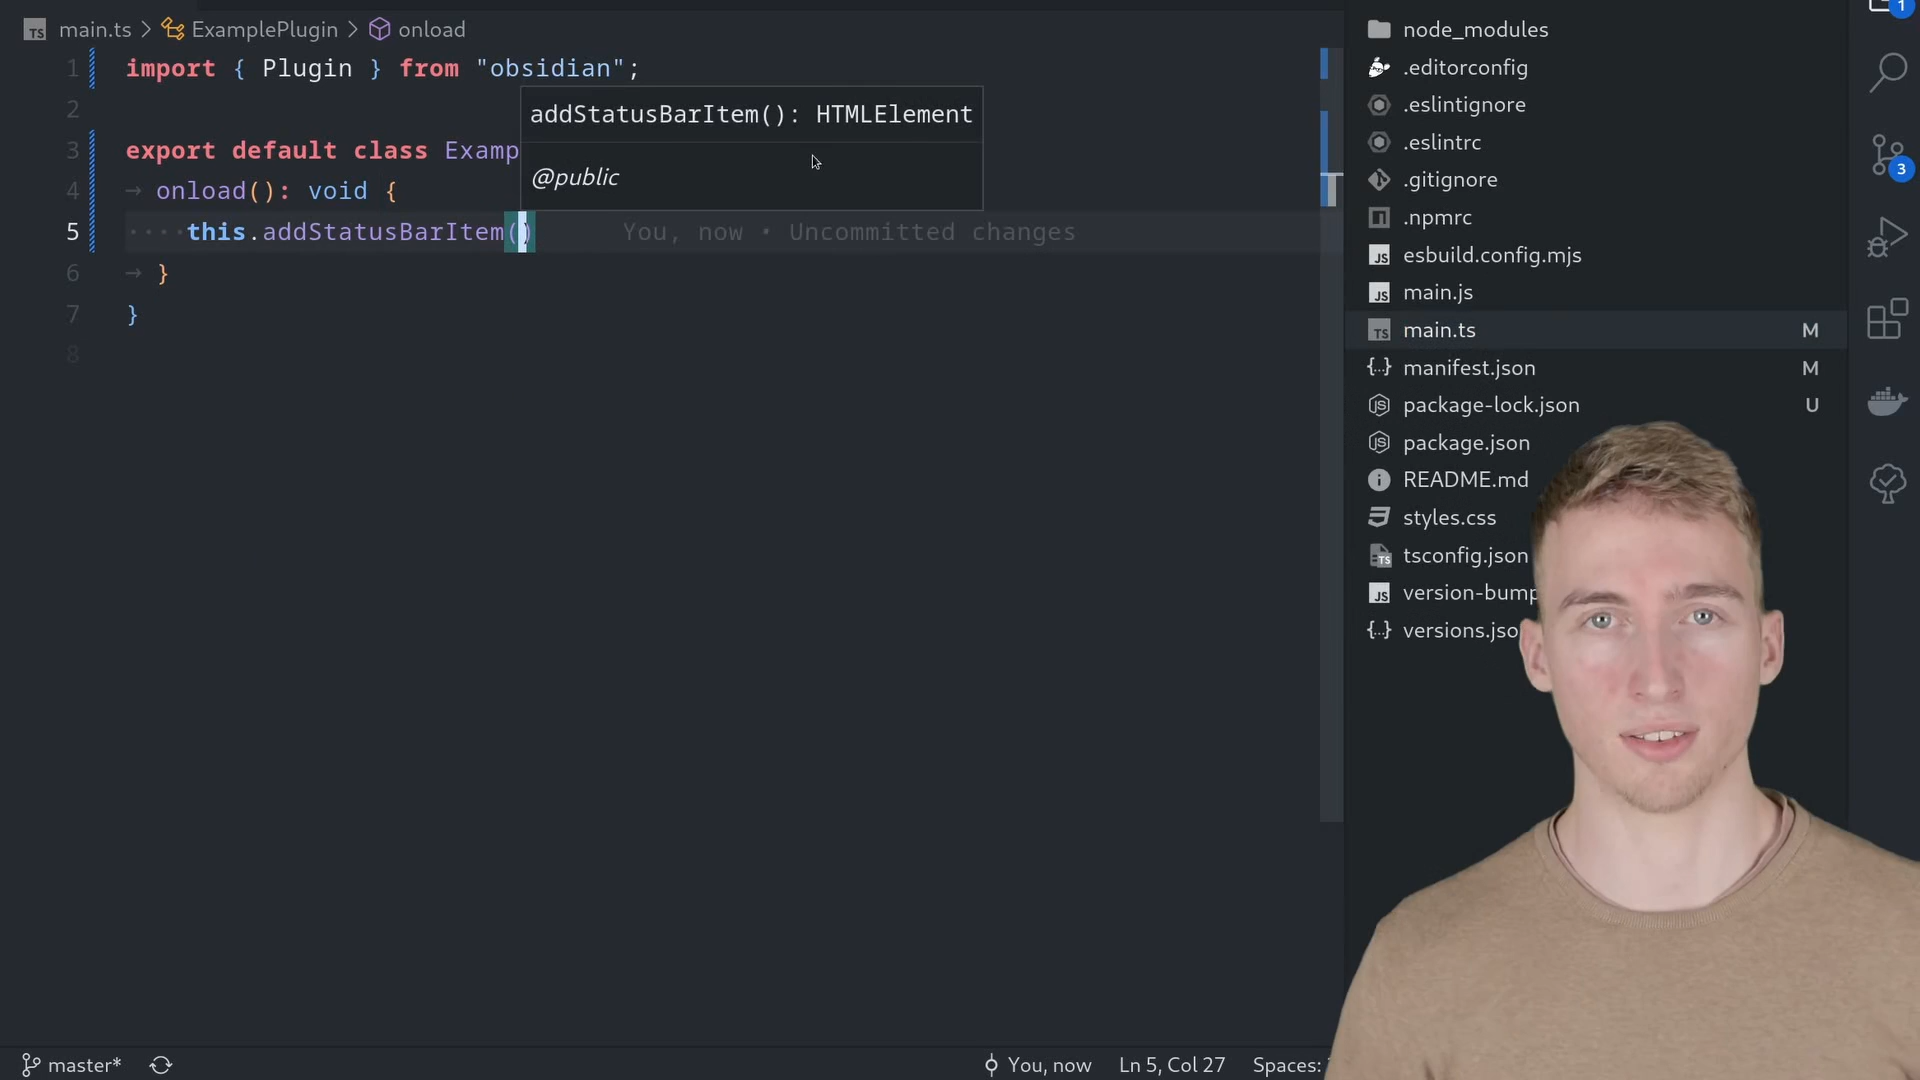 main.ts > ExamplePlugin > onload
1 import { Plugin } from "obsidian";
2
addStatusBarItem(): HTMLElement
3 export default class Examp
@public
4 → onload(): void {
5 ····this.addStatusBarItem() You, now • Uncommitted changes
6 → }
7 }
8
node_modules
.editorconfig
.eslintignore
.eslintrc
.gitignore
.npmrc
esbuild.config.mjs
main.js
main.ts M
manifest.json M
package-lock.json U
package.json
README.md
styles.css
tsconfig.json
version-bump
versions.jso
1
3
master*
You, now
Ln 5, Col 27
Spaces: